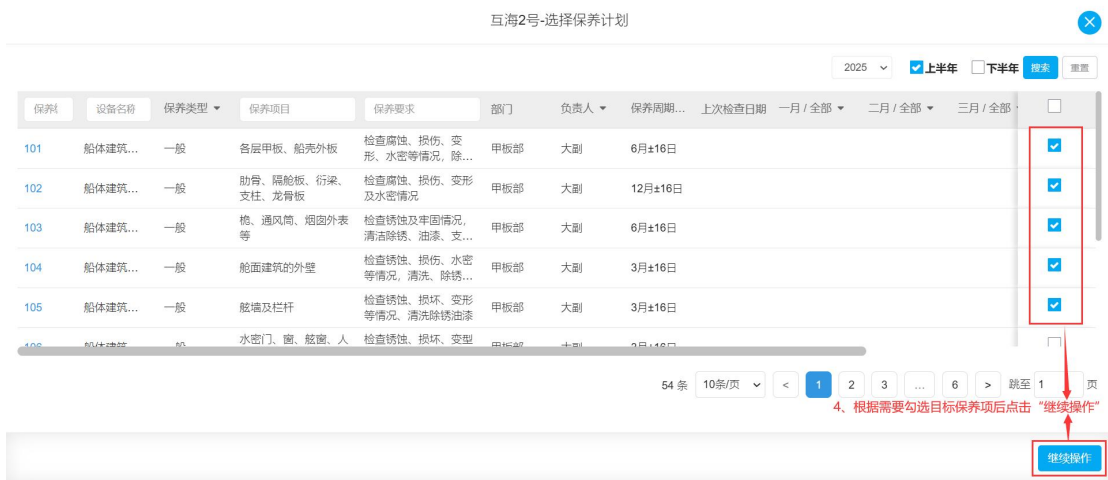 互海2号-选择保养计划
2025 上半年 下半年 搜索 重置
设备名称 保养类型 保养项目 保养要求 部门 负责人 保养周期... 上次检查日期 一月 / 全部 二月 / 全部 三月 / 全部
101 船体建筑... 一般 各层甲板、船壳外板 检查腐蚀、损伤、变
形、水密等情况，除... 甲板部 大副 6月±16日
102 船体建筑... 一般 肋骨、隔舱板、衍梁、
支柱、龙骨板 检查腐蚀、损伤、变形
及水密情况 甲板部 大副 12月±16日
103 船体建筑... 一般 桅、通风筒、烟囱外表
等 检查锈蚀及牢固情况，
清洁除锈、油漆、支... 甲板部 大副 6月±16日
104 船体建筑... 一般 舱面建筑的外壁 检查锈蚀、损伤、水密
等情况，清洗、除锈... 甲板部 大副 3月±16日
105 船体建筑... 一般 舷墙及栏杆 检查锈蚀、损坏、变形
等情况、清洗除锈油漆 甲板部 大副 3月±16日
水密门、窗、舷窗、人 检查锈蚀、损坏、变型
54 条 10条/页 < 1 2 3 ... 6 > 跳至 1 页
4、根据需要勾选目标保养项后点击“继续操作”
继续操作